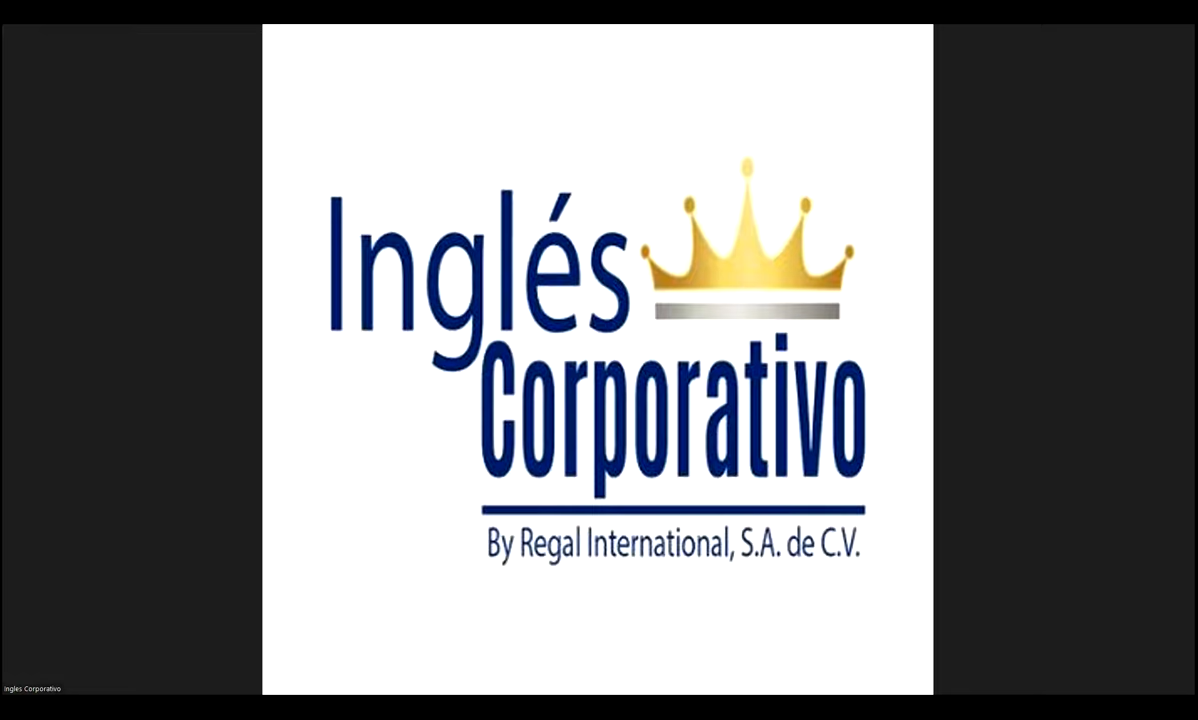 Inglés
Corporativo
By Regal International, S.A. de C.V.
Ingles Corporativo